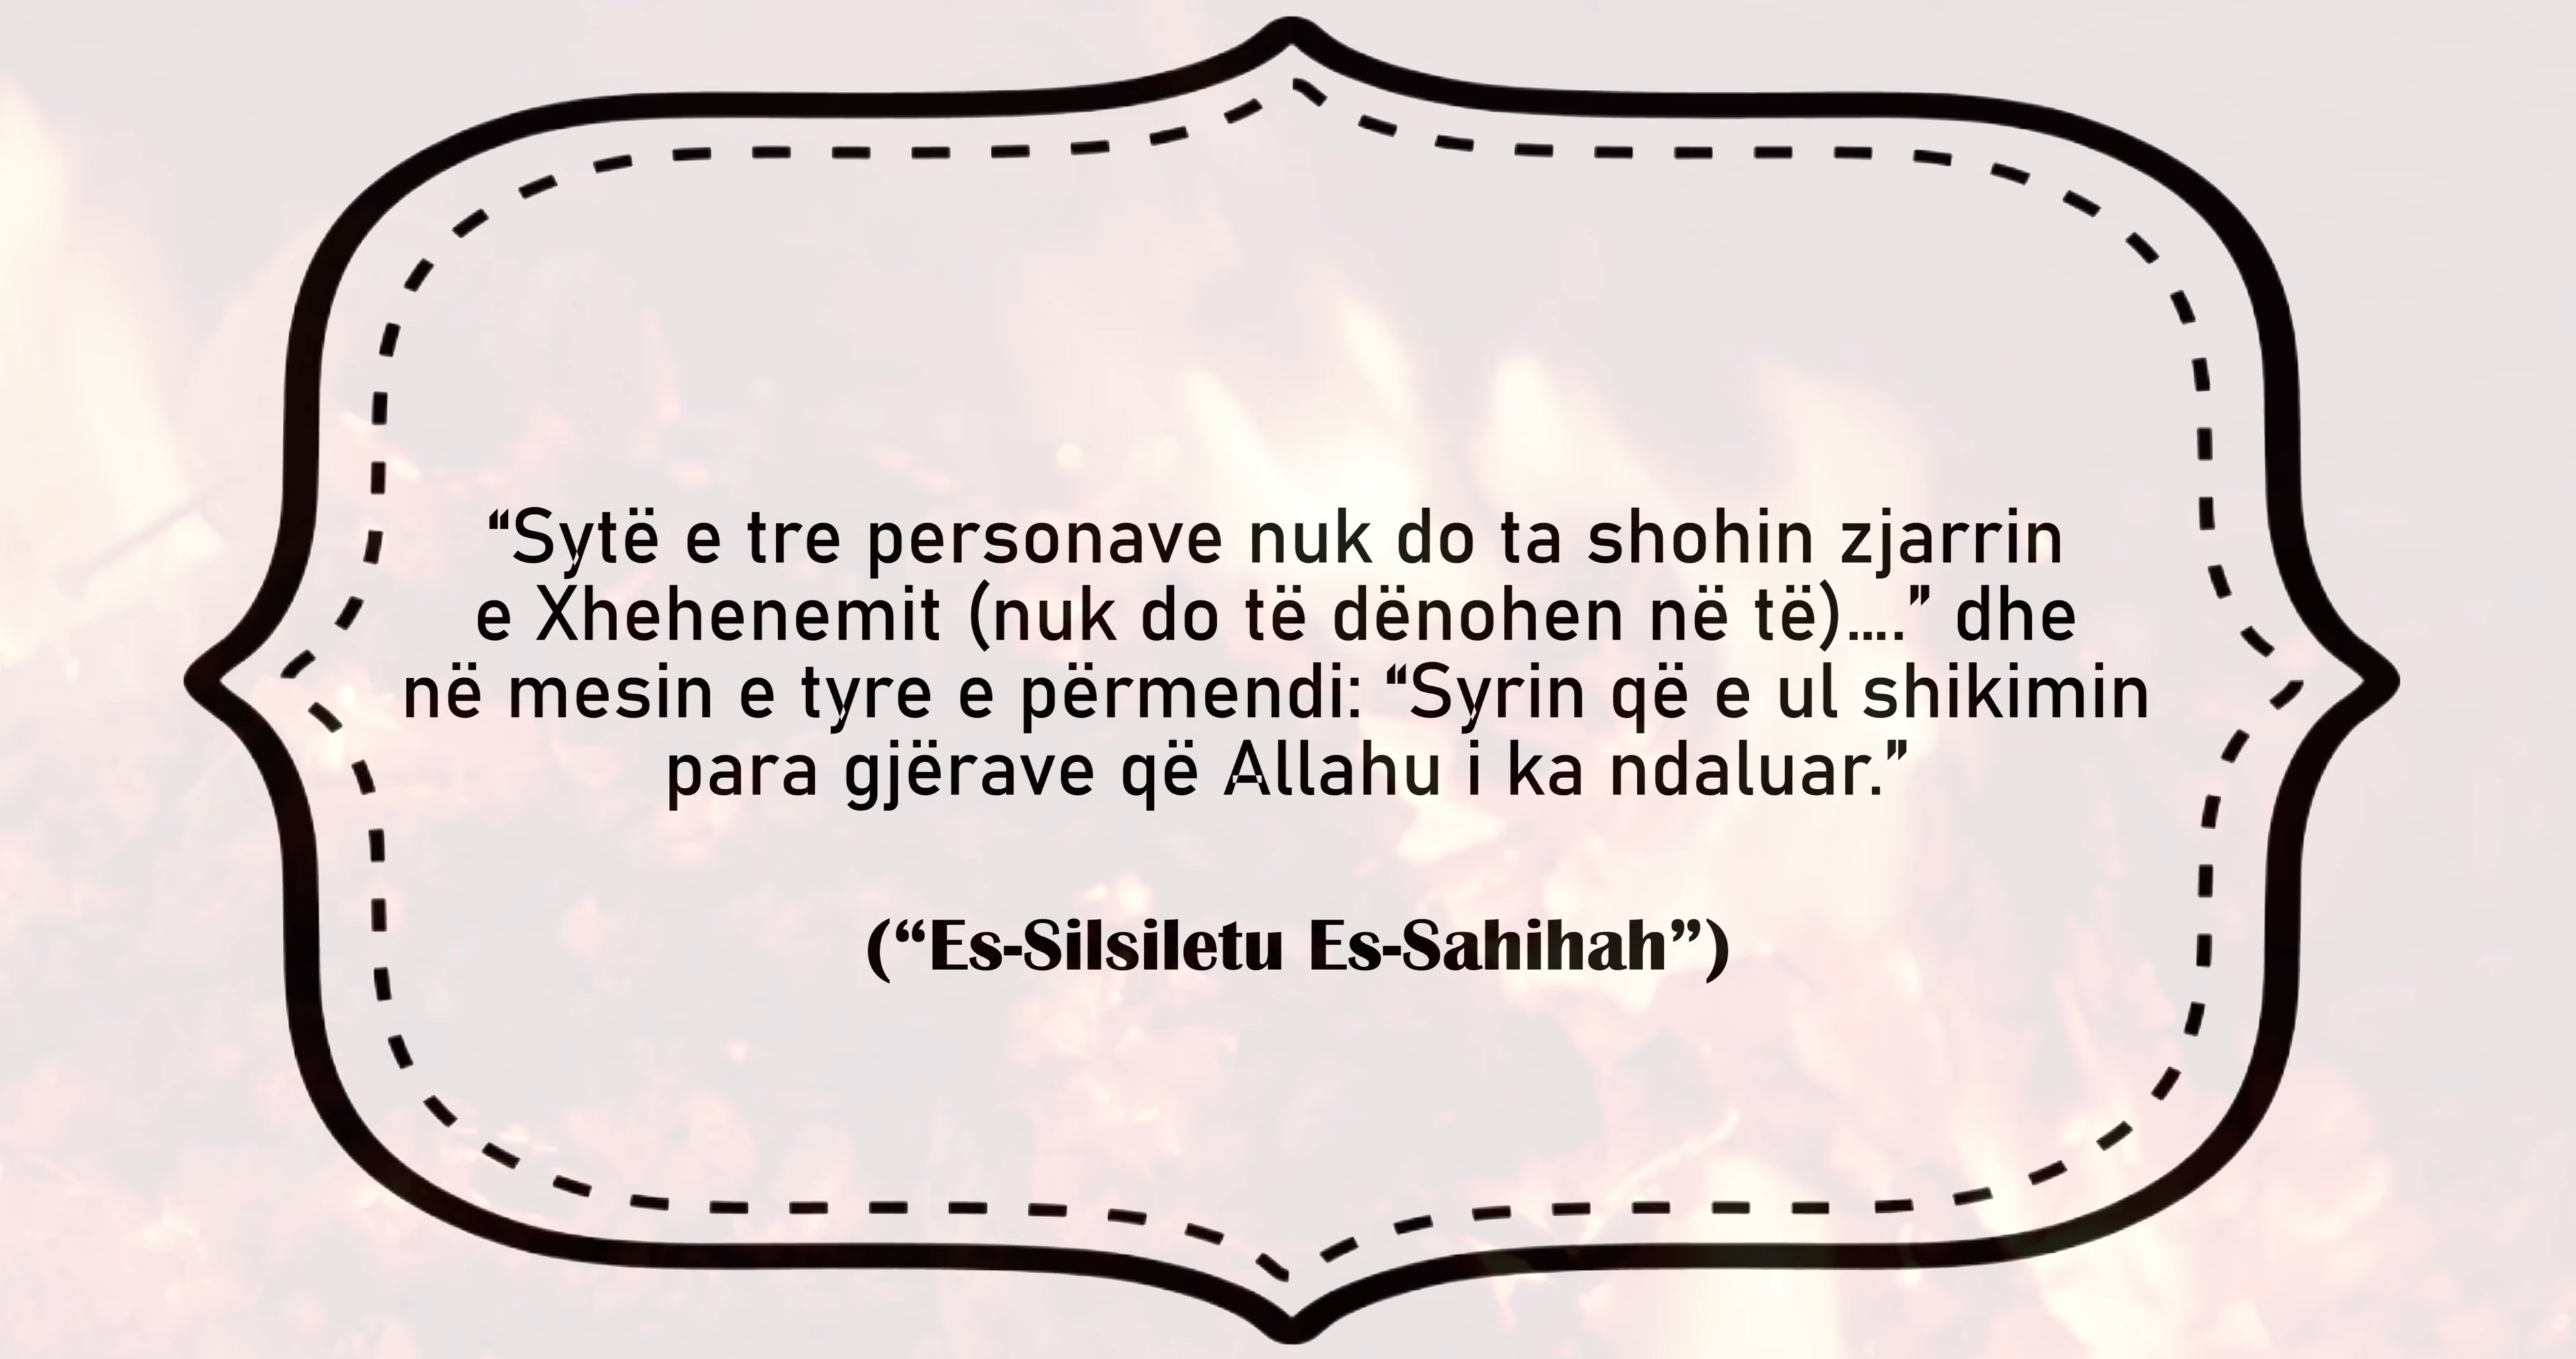 “Sytë e tre personave nuk do ta shohin zjarrin
e Xhehenemit (nuk do të dënohen në të)....” dhe
në mesin e tyre e përmendi: “Syrin që e ul shikimin
para gjërave që Allahu i ka ndaluar.”
(“Es-Silsiletu Es-Sahihah”)